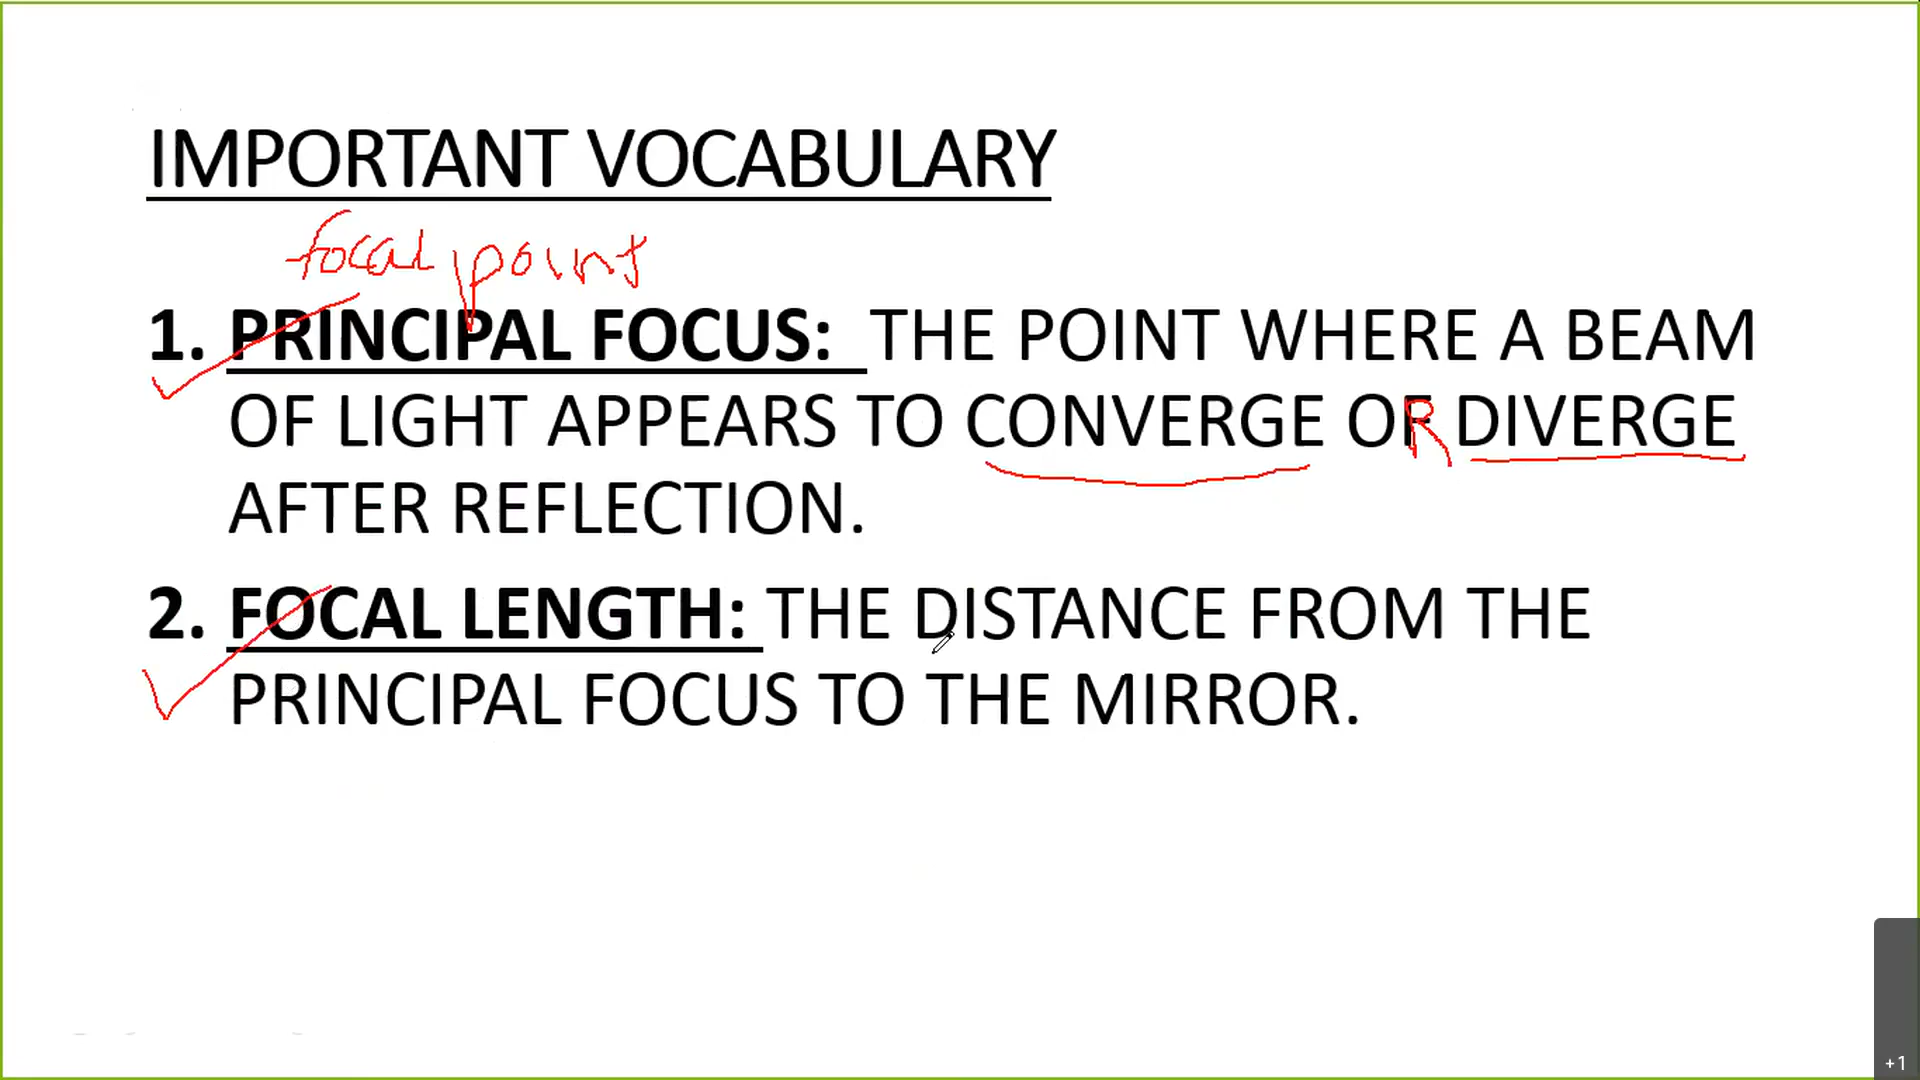 IMPORTANT VOCABULARY
focal point
1. PRINCIPAL FOCUS: THE POINT WHERE A BEAM
OF LIGHT APPEARS TO CONVERGE OR DIVERGE
AFTER REFLECTION.
2. FOCAL LENGTH: THE DISTANCE FROM THE
PRINCIPAL FOCUS TO THE MIRROR.
+1